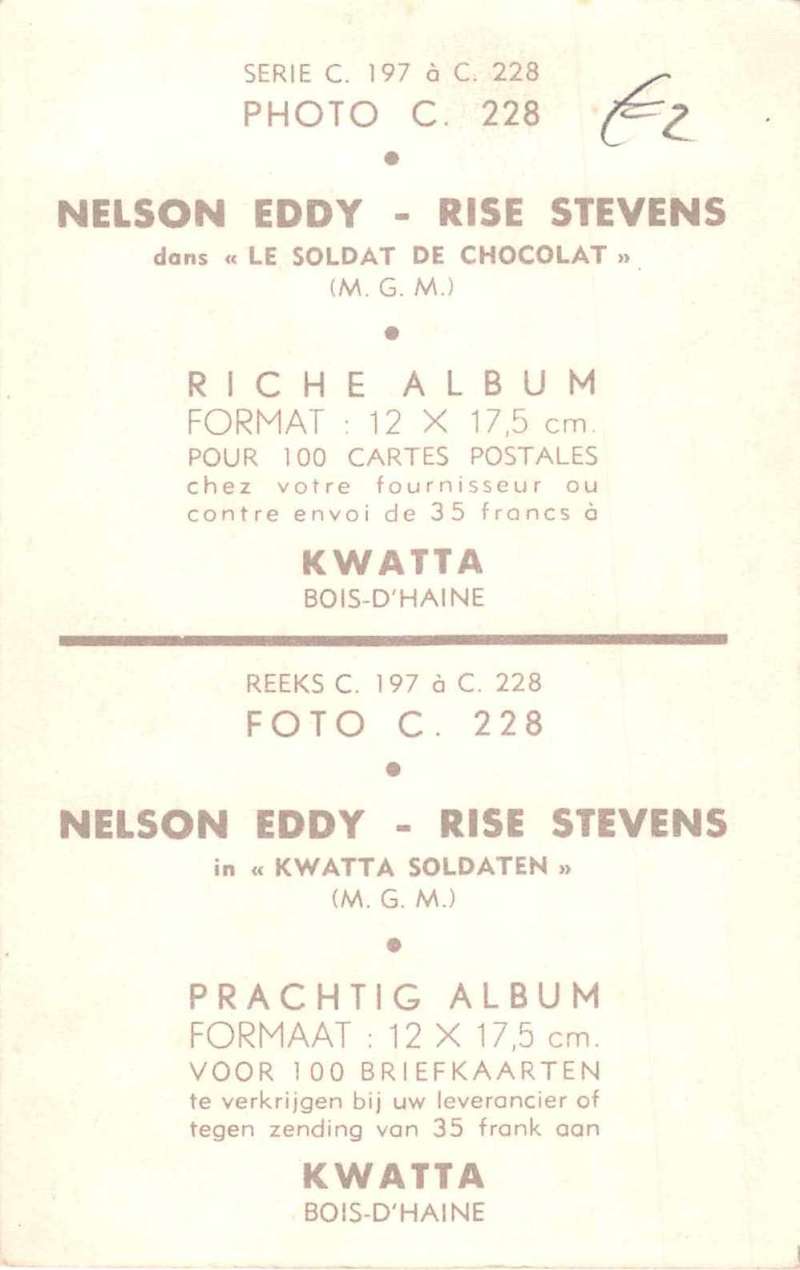 SERIE C. 197 à C. 228
PHOTO C. 228
€2
NELSON EDDY - RISE STEVENS
dans « LE SOLDAT DE CHOCOLAT »
(M. G. M.)
RICHE ALBUM
FORMAT : 12 X 17,5 cm.
POUR 100 CARTES POSTALES
chez votre fournisseur ou
contre envoi de 35 francs à
KWATTA
BOIS-D'HAINE
REEKS C. 197 à C. 228
FOTO C. 228
NELSON EDDY - RISE STEVENS
in « KWATTA SOLDATEN »
(M. G. M.)
PRACHTIG ALBUM
FORMAAT : 12 X 17,5 cm.
VOOR 100 BRIEFKAARTEN
te verkrijgen bij uw leverancier of
tegen zending van 35 frank aan
KWATTA
BOIS-D'HAINE